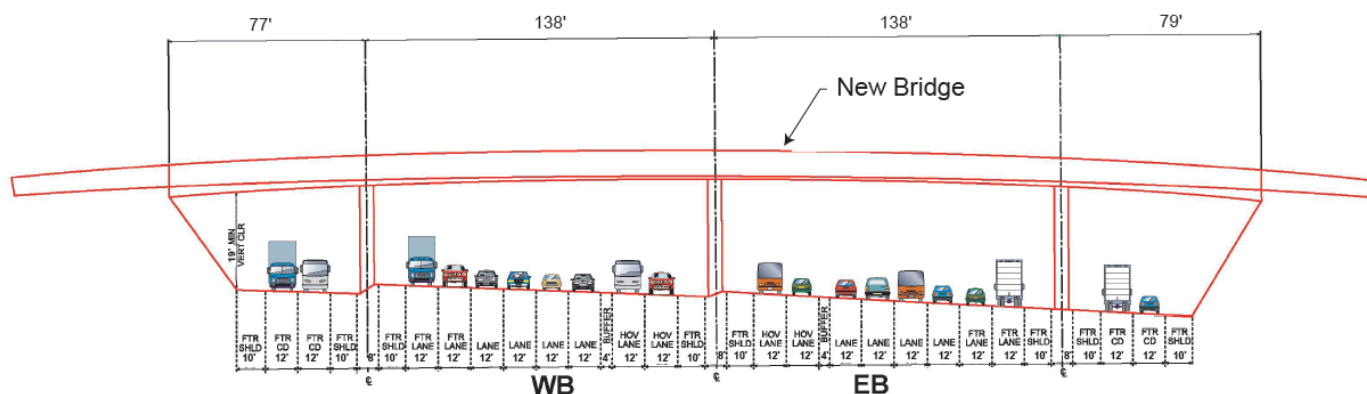 77'
138'
138'
79'
New Bridge
19' MIN
VERT CLR
FTR
SHLD
10'
FTR
CD
12'
FTR
CD
12'
FTR
SHLD
10'
8'
FTR
SHLD
10'
FTR
LANE
12'
FTR
LANE
12'
LANE
12'
LANE
12'
LANE
12'
LANE
12'
BUFFER
4'
HOV
LANE
12'
HOV
LANE
12'
FTR
SHLD
10'
8'
FTR
SHLD
10'
HOV
LANE
12'
HOV
LANE
12'
BUFFER
4'
LANE
12'
LANE
12'
LANE
12'
LANE
12'
FTR
LANE
12'
FTR
LANE
12'
FTR
SHLD
10'
8'
FTR
SHLD
10'
FTR
CD
12'
FTR
CD
12'
FTR
SHLD
10'
℄
WB
℄
EB
℄